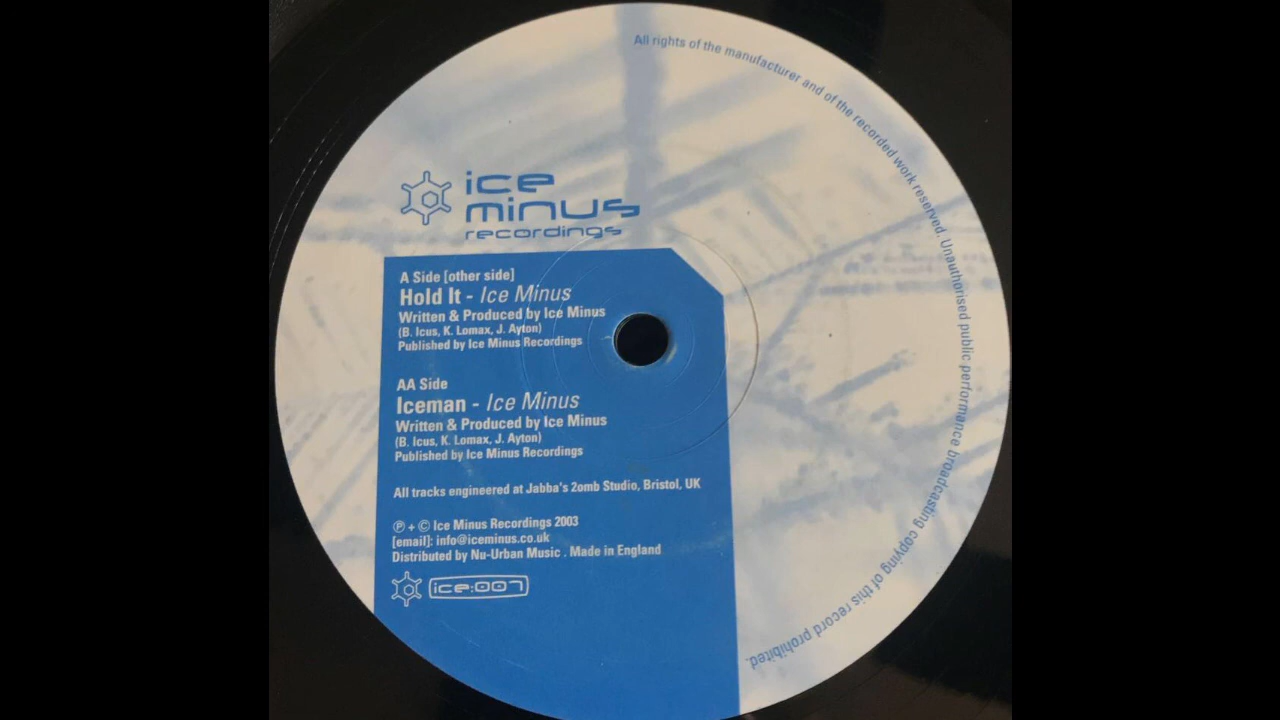 All rights of the manufacturer and of the recorded work reserved. Unauthorised public performance broadcasting copying of this record prohibited.
ice
minus
recordings
A Side [other side]
Hold It - Ice Minus
Written & Produced by Ice Minus
(B. Icus, K. Lomax, J. Ayton)
Published by Ice Minus Recordings
AA Side
Iceman - Ice Minus
Written & Produced by Ice Minus
(B. Icus, K. Lomax, J. Ayton)
Published by Ice Minus Recordings
All tracks engineered at Jabba's 2omb Studio, Bristol, UK
℗ + © Ice Minus Recordings 2003
[email]: info@iceminus.co.uk
Distributed by Nu-Urban Music . Made in England
ice:007